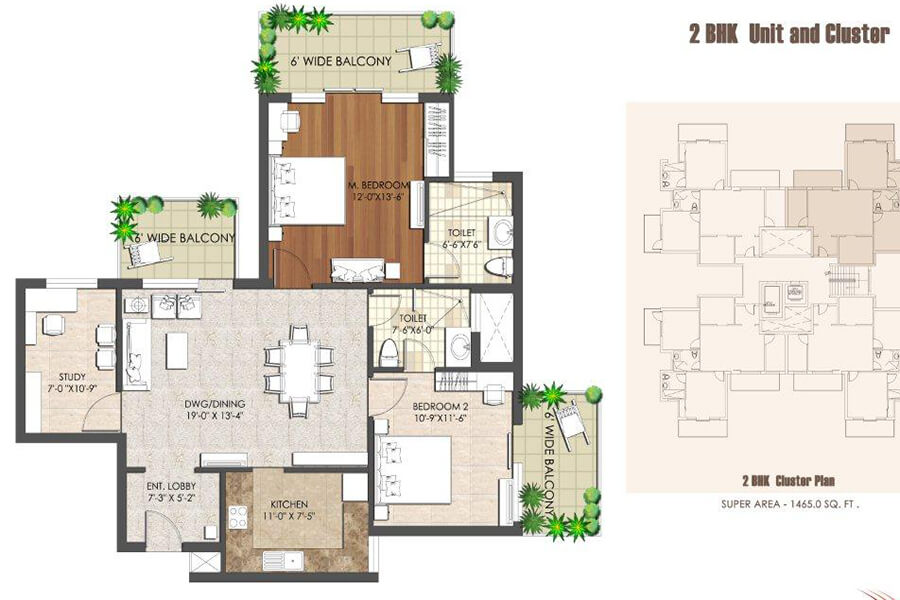 2 BHK Unit and Cluster
6' WIDE BALCONY
M. BEDROOM
12'-0"X13'-6"
TOILET
6'-6"X7'6"
6' WIDE BALCONY
TOILET
7'-6"X6'-0"
STUDY
7'-0 "X10'-9"
DWG/DINING
19'-0" X 13'-4"
BEDROOM 2
10'-9"X11'-6"
6' WIDE BALCONY
ENT. LOBBY
7'-3" X 5'-2"
KITCHEN
11'-0" X 7'-5"
2 BHK Cluster Plan
SUPER AREA - 1465.0 SQ. FT .